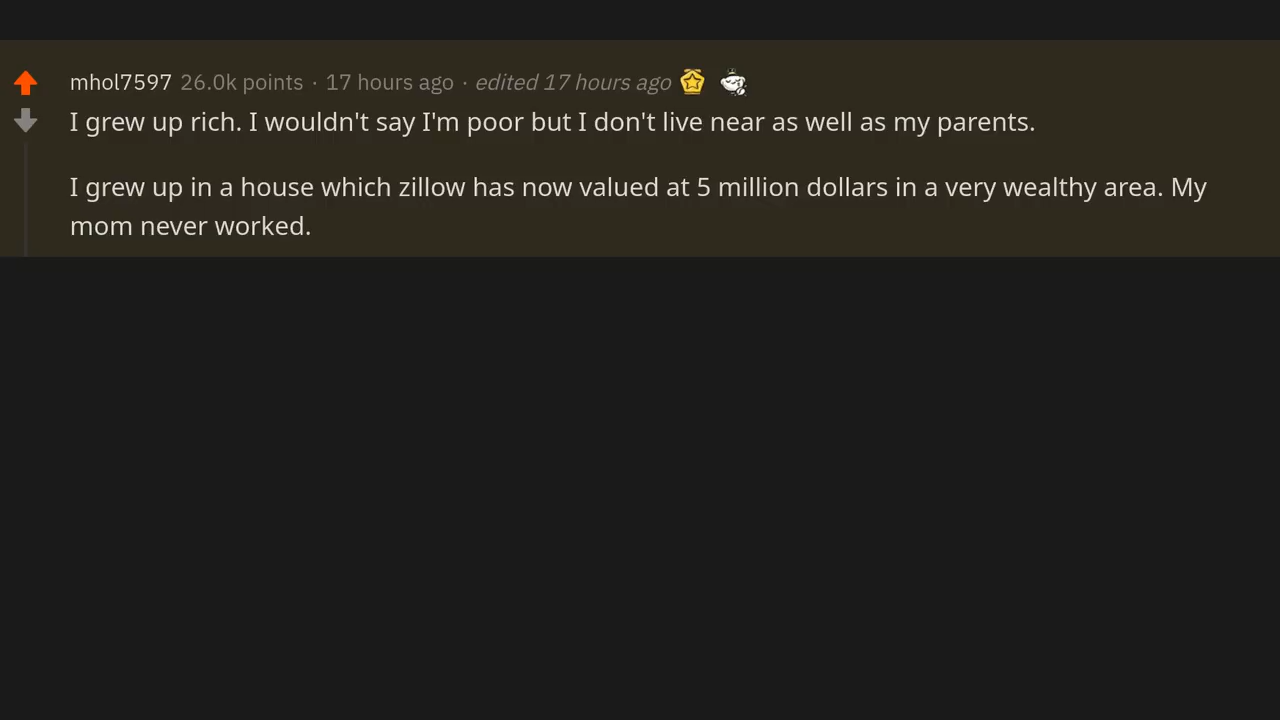 mhol7597 26.0k points · 17 hours ago · edited 17 hours ago
I grew up rich. I wouldn't say I'm poor but I don't live near as well as my parents.
I grew up in a house which zillow has now valued at 5 million dollars in a very wealthy area. My
mom never worked.